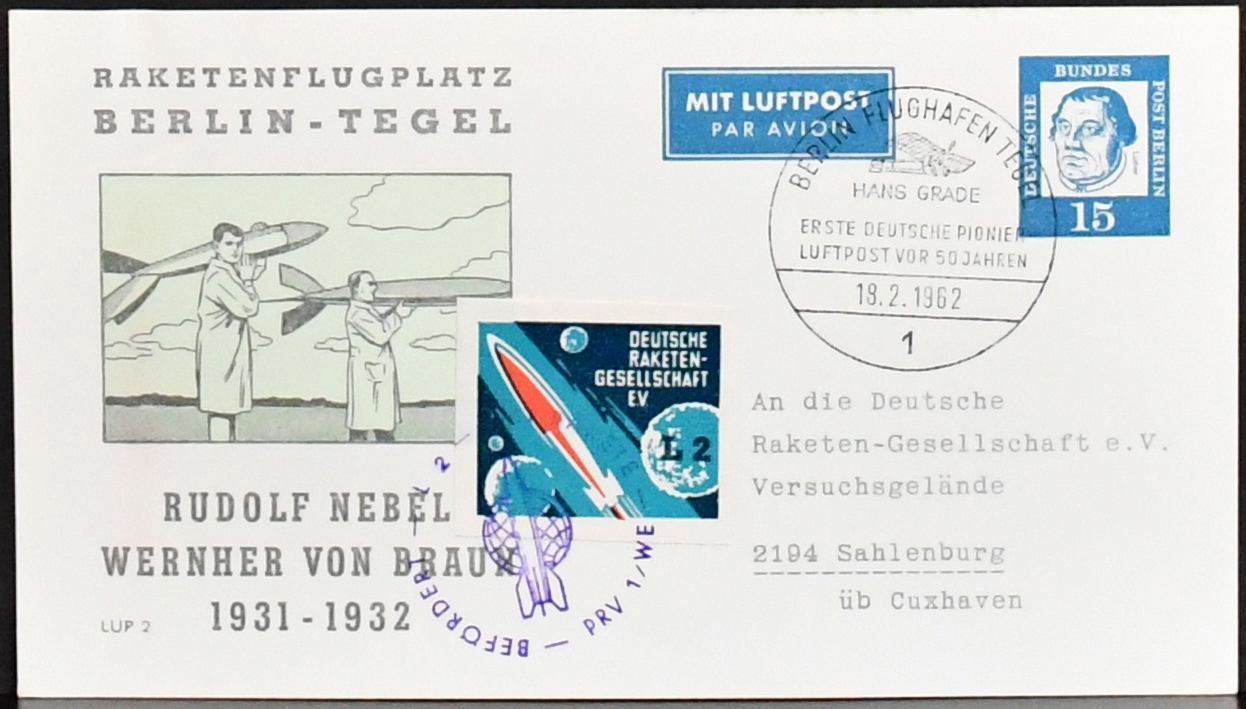 RAKETENFLUGPLATZ
BERLIN-TEGEL
MIT LUFTPOST
PAR AVION
BERLIN FLUGHAFEN TEGEL
HANS GRADE
ERSTE DEUTSCHE PIONIER
LUFTPOST VOR 50 JAHREN
19.2.1962
1
DEUTSCHE
BUNDES
POST BERLIN
Luther
15
DEUTSCHE
RAKETEN-
GESELLSCHAFT
EV
L 2
An die Deutsche
Raketen-Gesellschaft e.V.
Versuchsgelände
2194 Sahlenburg
üb Cuxhaven
RUDOLF NEBEL
WERNHER VON BRAUN
1931-1932
LUP 2
BEFÖRDERT — PRV 1/WE